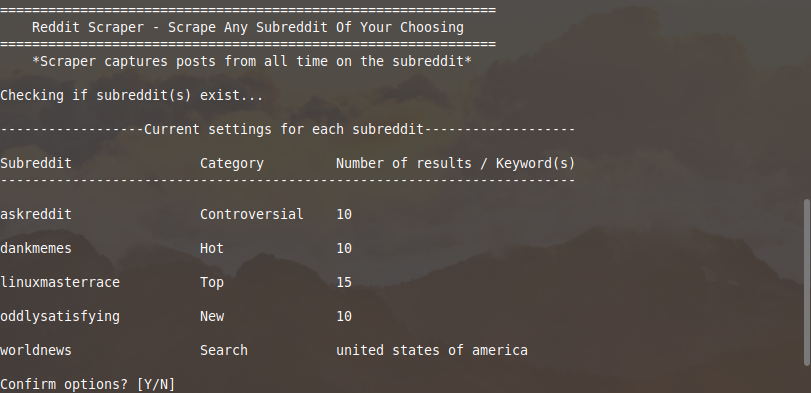 ==============================================================
Reddit Scraper - Scrape Any Subreddit Of Your Choosing
==============================================================
*Scraper captures posts from all time on the subreddit*
Checking if subreddit(s) exist...
------------------Current settings for each subreddit-------------------
Subreddit Category Number of results / Keyword(s)
------------------------------------------------------------------------
askreddit Controversial 10
dankmemes Hot 10
linuxmasterrace Top 15
oddlysatisfying New 10
worldnews Search united states of america
Confirm options? [Y/N]